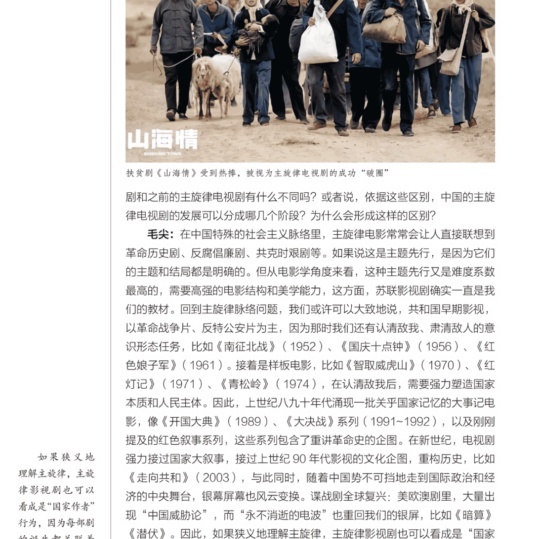 山海情
扶贫剧《山海情》受到热捧，被视为主旋律电视剧的成功“破圈”
剧和之前的主旋律电视剧有什么不同吗？或者说，依据这些区别，中国的主旋
律电视剧的发展可以分成哪几个阶段？为什么会形成这样的区别？
毛尖：在中国特殊的社会主义脉络里，主旋律电影常常会让人直接联想到
革命历史剧、反腐倡廉剧、共克时艰剧等。如果说这是主题先行，是因为它们
的主题和结局都是明确的。但从电影学角度来看，这种主题先行又是难度系数
最高的，需要高强的电影结构和美学能力，这方面，苏联影视剧确实一直是我
们的教材。回到主旋律脉络问题，我们或许可以大致地说，共和国早期影视，
以革命战争片、反特公安片为主，因为那时我们还有认清敌我、肃清敌人的意
识形态任务，比如《南征北战》（1952）、《国庆十点钟》（1956）、《红
色娘子军》（1961）。接着是样板电影，比如《智取威虎山》（1970）、《红
灯记》（1971）、《青松岭》（1974），在认清敌我后，需要强力塑造国家
本质和人民主体。因此，上世纪八九十年代涌现一批关乎国家记忆的大事记电
影，像《开国大典》（1989）、《大决战》系列（1991~1992），以及刚刚
提及的红色叙事系列，这些系列包含了重讲革命史的企图。在新世纪，电视剧
强力接过国家大叙事，接过上世纪 90 年代影视的文化企图，重构历史，比如
《走向共和》（2003），与此同时，随着中国势不可挡地走到国际政治和经
济的中央舞台，银幕屏幕也风云变换。谍战剧全球复兴：美欧澳剧里，大量出
现“中国威胁论”，而“永不消逝的电波”也重回我们的银屏，比如《暗算》
《潜伏》。因此，如果狭义地理解主旋律，主旋律影视剧也可以看成是“国家
如果狭义地
理解主旋律，主旋
律影视剧也可以
看成是“国家作者”
行为，因为每部剧